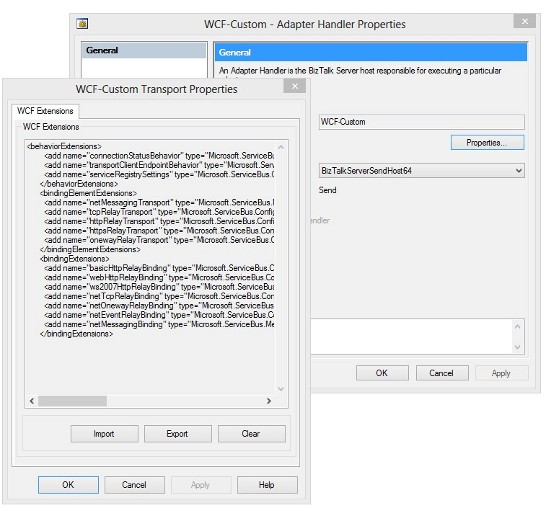 WCF-Custom - Adapter Handler Properties
General
General
An Adapter Handler is the BizTalk Server host responsible for executing a particular
WCF-Custom
Properties...
BizTalkServerSendHost64
Send
OK
Cancel
Apply
WCF-Custom Transport Properties
WCF Extensions
WCF Extensions
<behaviorExtensions>
<add name="connectionStatusBehavior" type="Microsoft.ServiceBu
<add name="transportClientEndpointBehavior" type="Microsoft.Se
<add name="serviceRegistrySettings" type="Microsoft.ServiceBus.C
</behaviorExtensions>
<bindingElementExtensions>
<add name="netMessagingTransport" type="Microsoft.ServiceBus.
<add name="tcpRelayTransport" type="Microsoft.ServiceBus.Config
<add name="httpRelayTransport" type="Microsoft.ServiceBus.Confi
<add name="httpsRelayTransport" type="Microsoft.ServiceBus.Con
<add name="onewayRelayTransport" type="Microsoft.ServiceBus.C
</bindingElementExtensions>
<bindingExtensions>
<add name="basicHttpRelayBinding" type="Microsoft.ServiceBus.C
<add name="webHttpRelayBinding" type="Microsoft.ServiceBus.Co
<add name="ws2007HttpRelayBinding" type="Microsoft.ServiceBus
<add name="netTcpRelayBinding" type="Microsoft.ServiceBus.Con
<add name="netOnewayRelayBinding" type="Microsoft.ServiceBus.
<add name="netEventRelayBinding" type="Microsoft.ServiceBus.Co
<add name="netMessagingBinding" type="Microsoft.ServiceBus.Me
</bindingExtensions>
Import
Export
Clear
OK
Cancel
Apply
Help